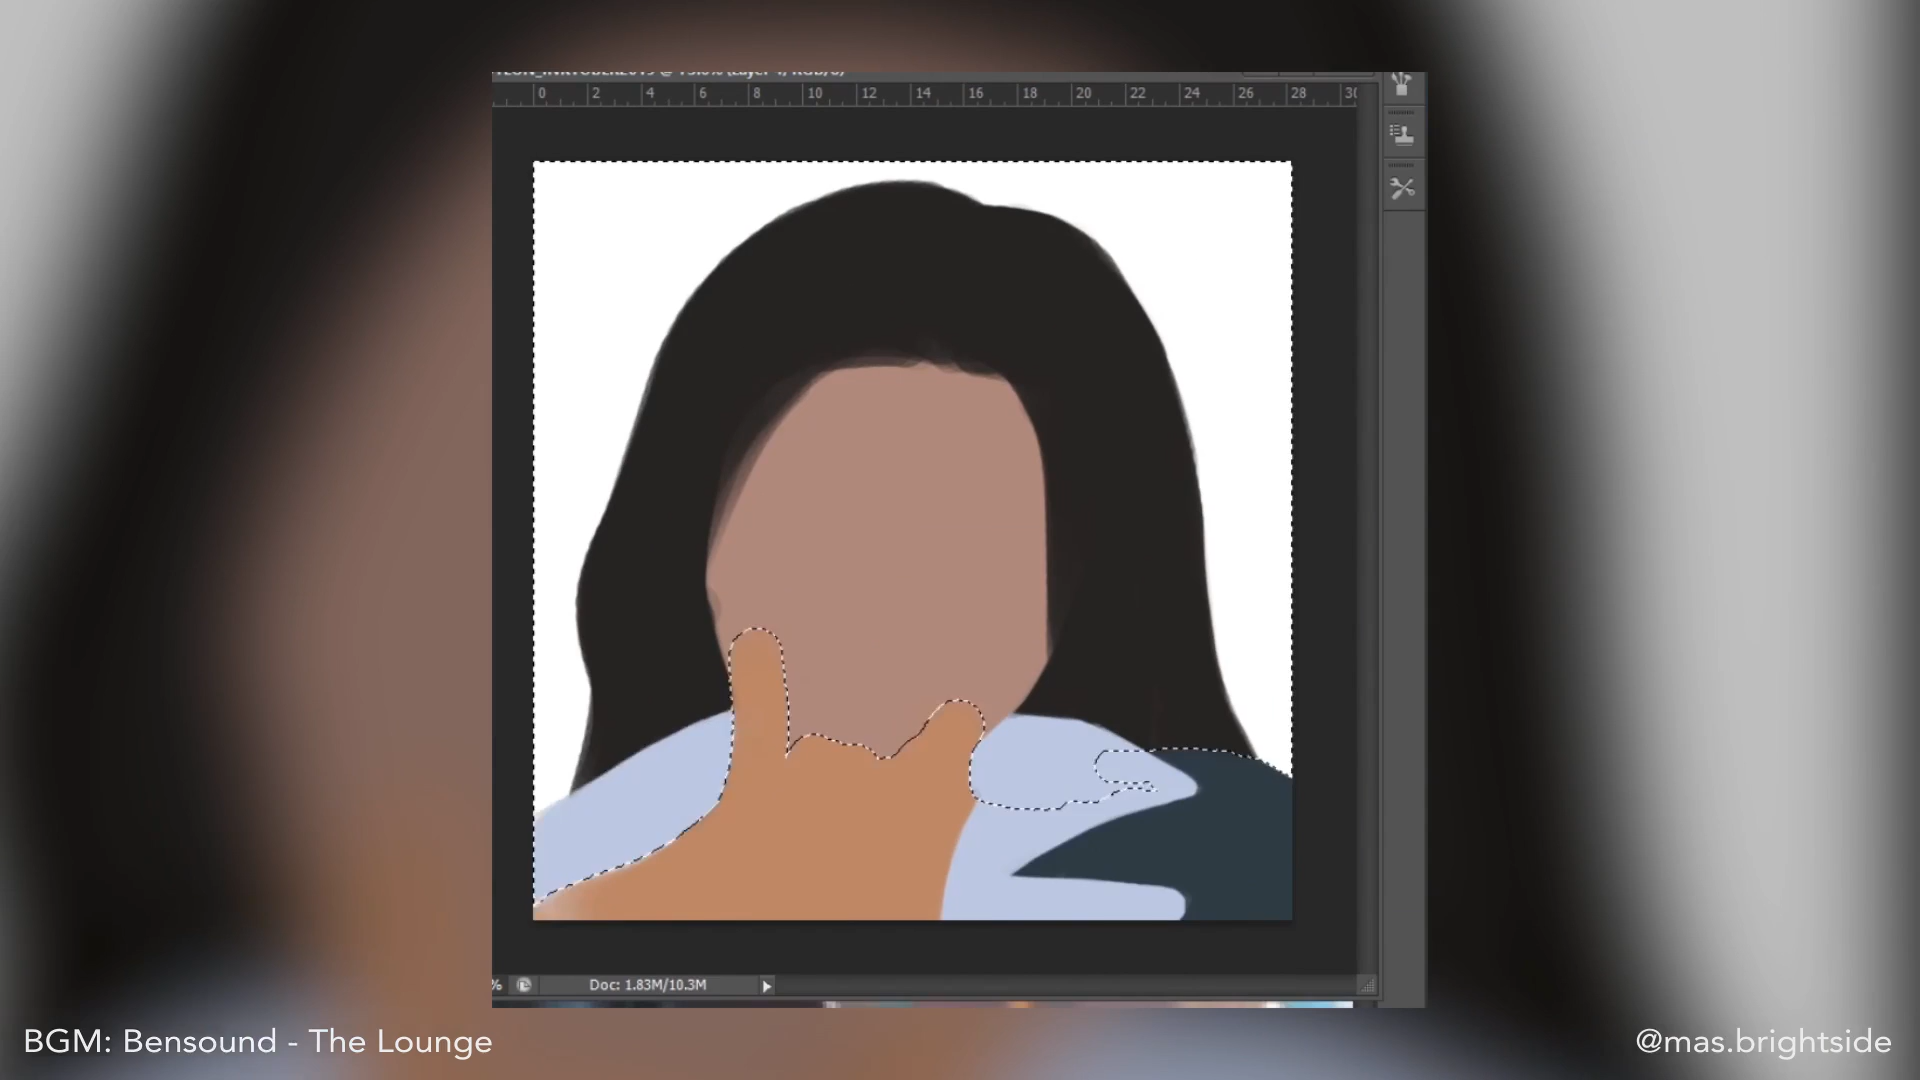 0 2 4 6 8 10 12 14 16 18 20 22 24 26 28
% Doc: 1.83M/10.3M
BGM: Bensound - The Lounge
@mas.brightside